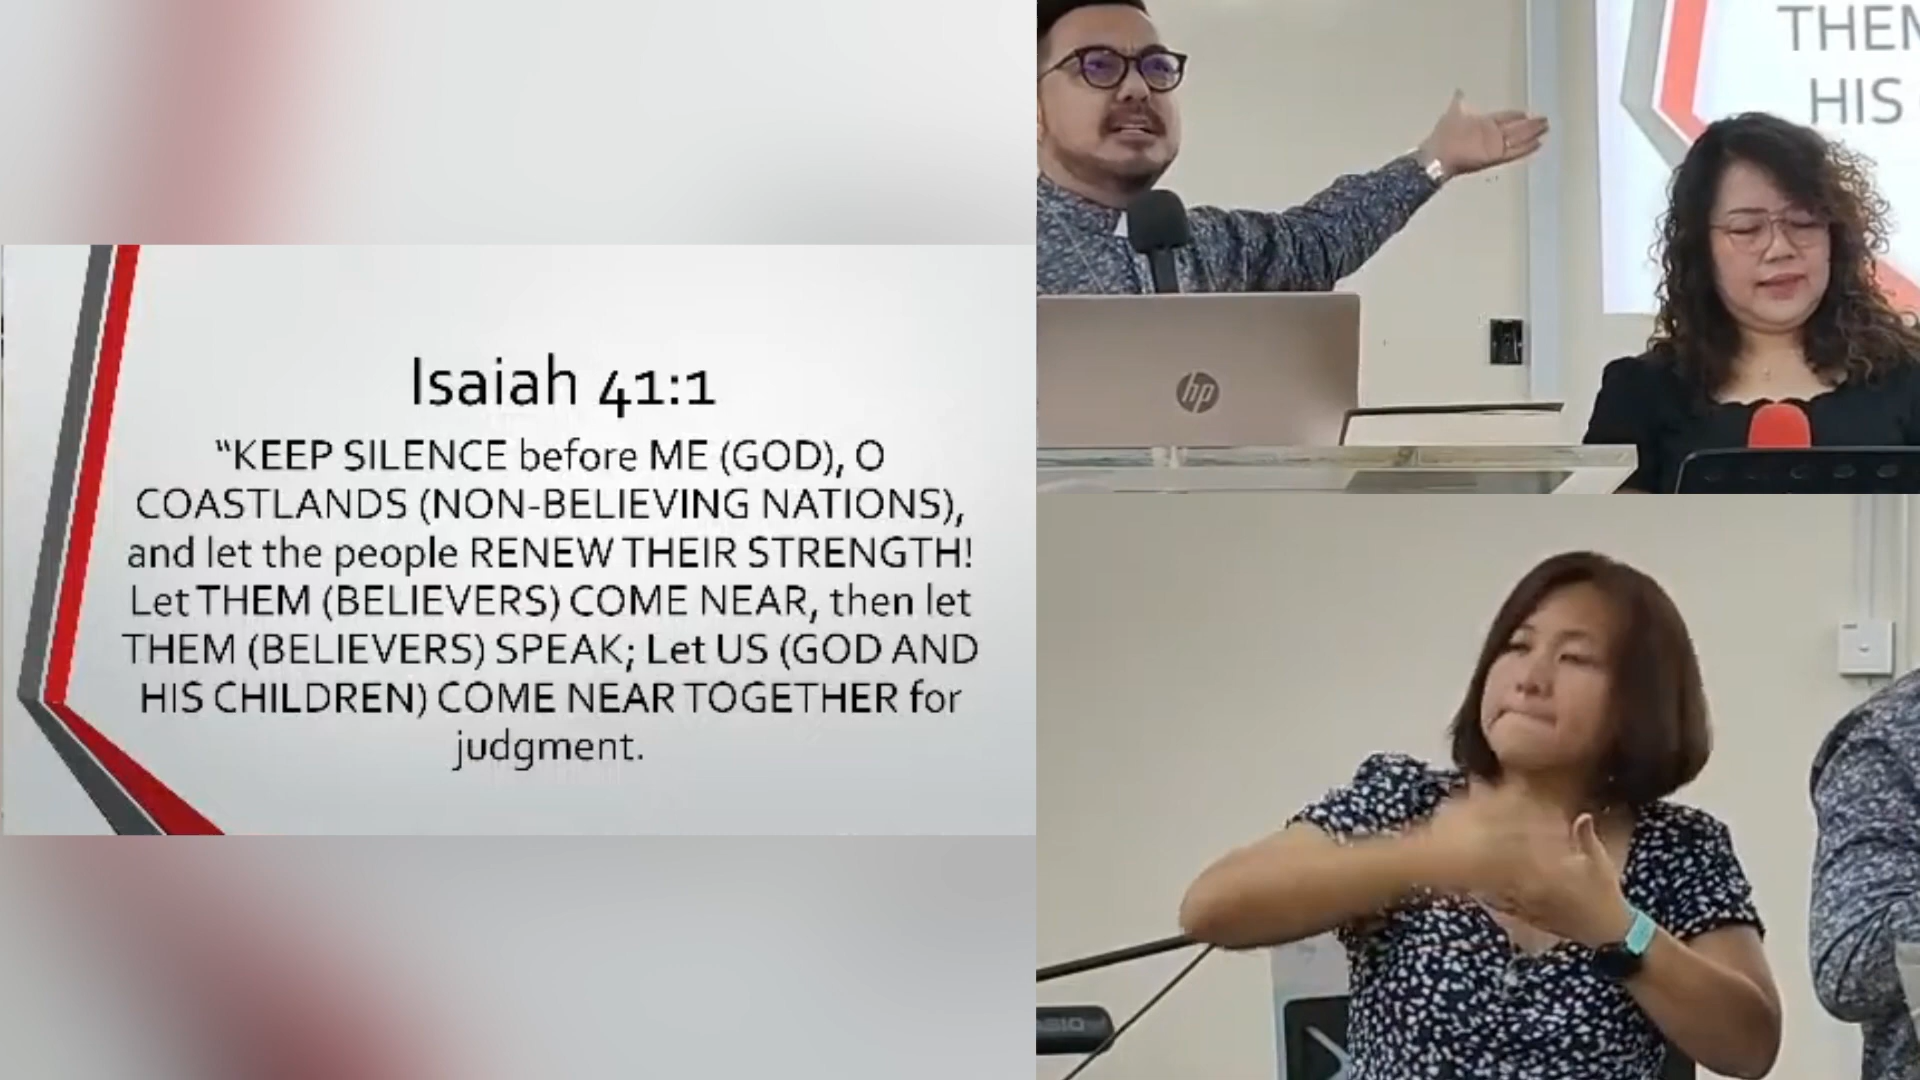 Isaiah 41:1
“KEEP SILENCE before ME (GOD), O
COASTLANDS (NON-BELIEVING NATIONS),
and let the people RENEW THEIR STRENGTH!
Let THEM (BELIEVERS) COME NEAR, then let
THEM (BELIEVERS) SPEAK; Let US (GOD AND
HIS CHILDREN) COME NEAR TOGETHER for
judgment.
THEM
HIS
hp